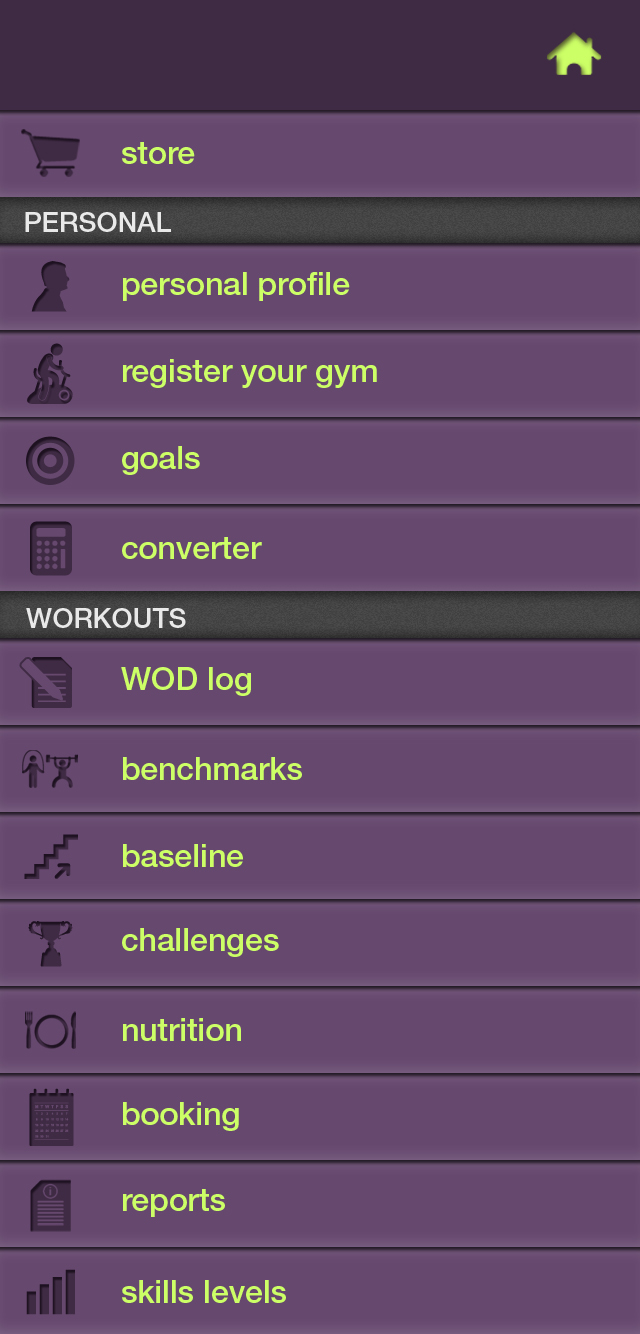 store
PERSONAL
personal profile
register your gym
goals
converter
WORKOUTS
WOD log
benchmarks
baseline
challenges
nutrition
booking
reports
skills levels